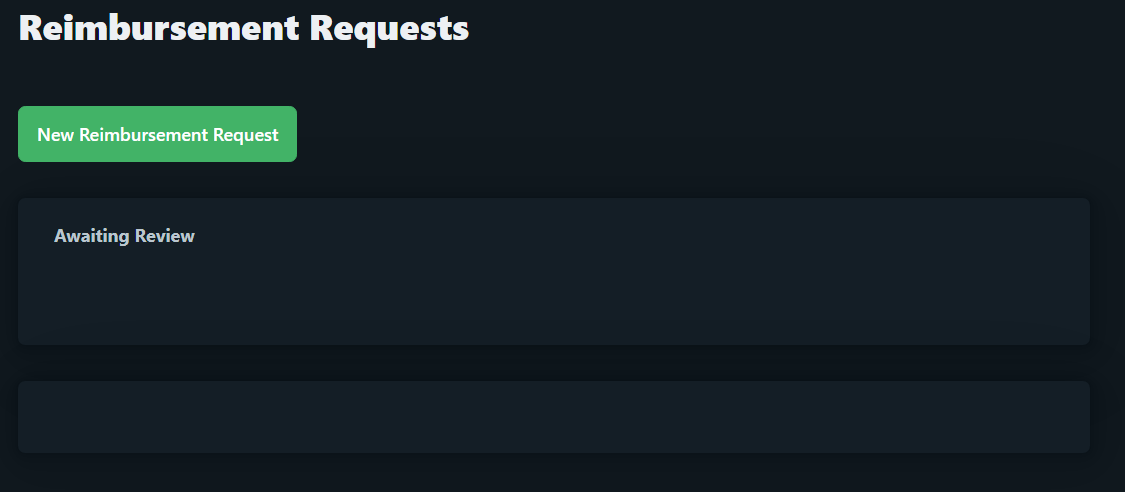 Reimbursement Requests
New Reimbursement Request
Awaiting Review